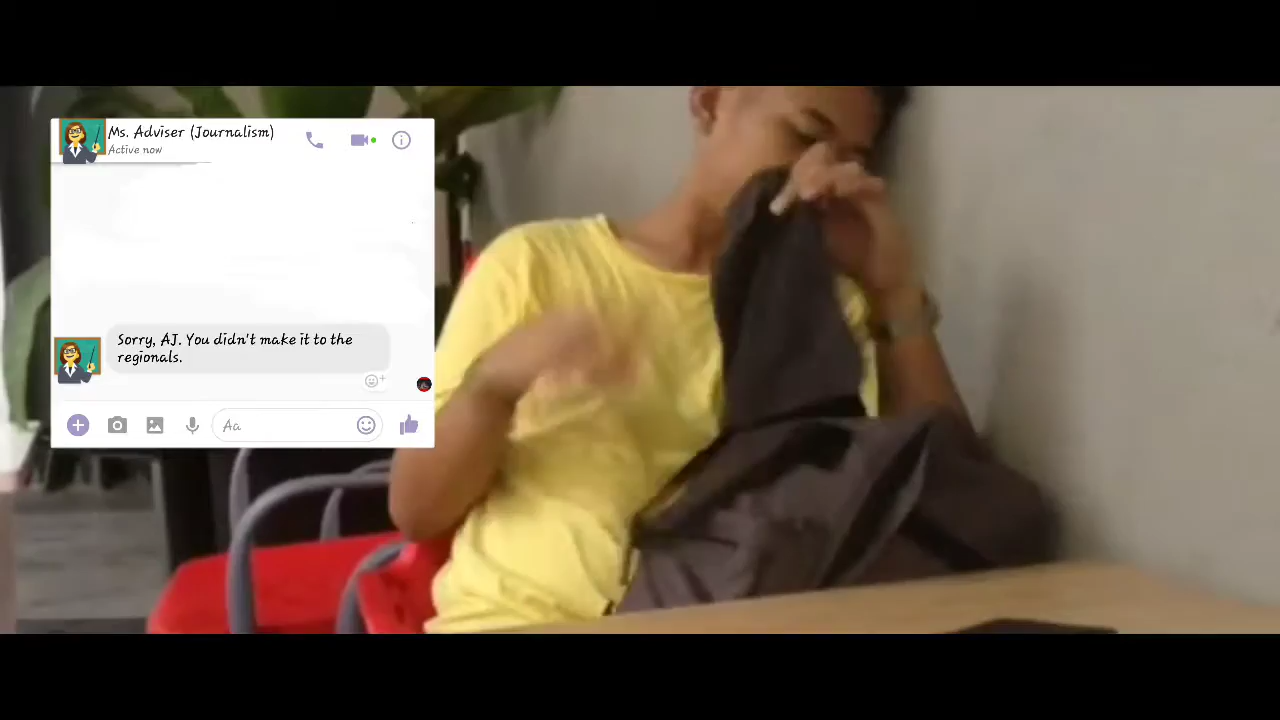 Ms. Adviser (Journalism)
Active now
Sorry, AJ. You didn't make it to the
regionals.
Aa